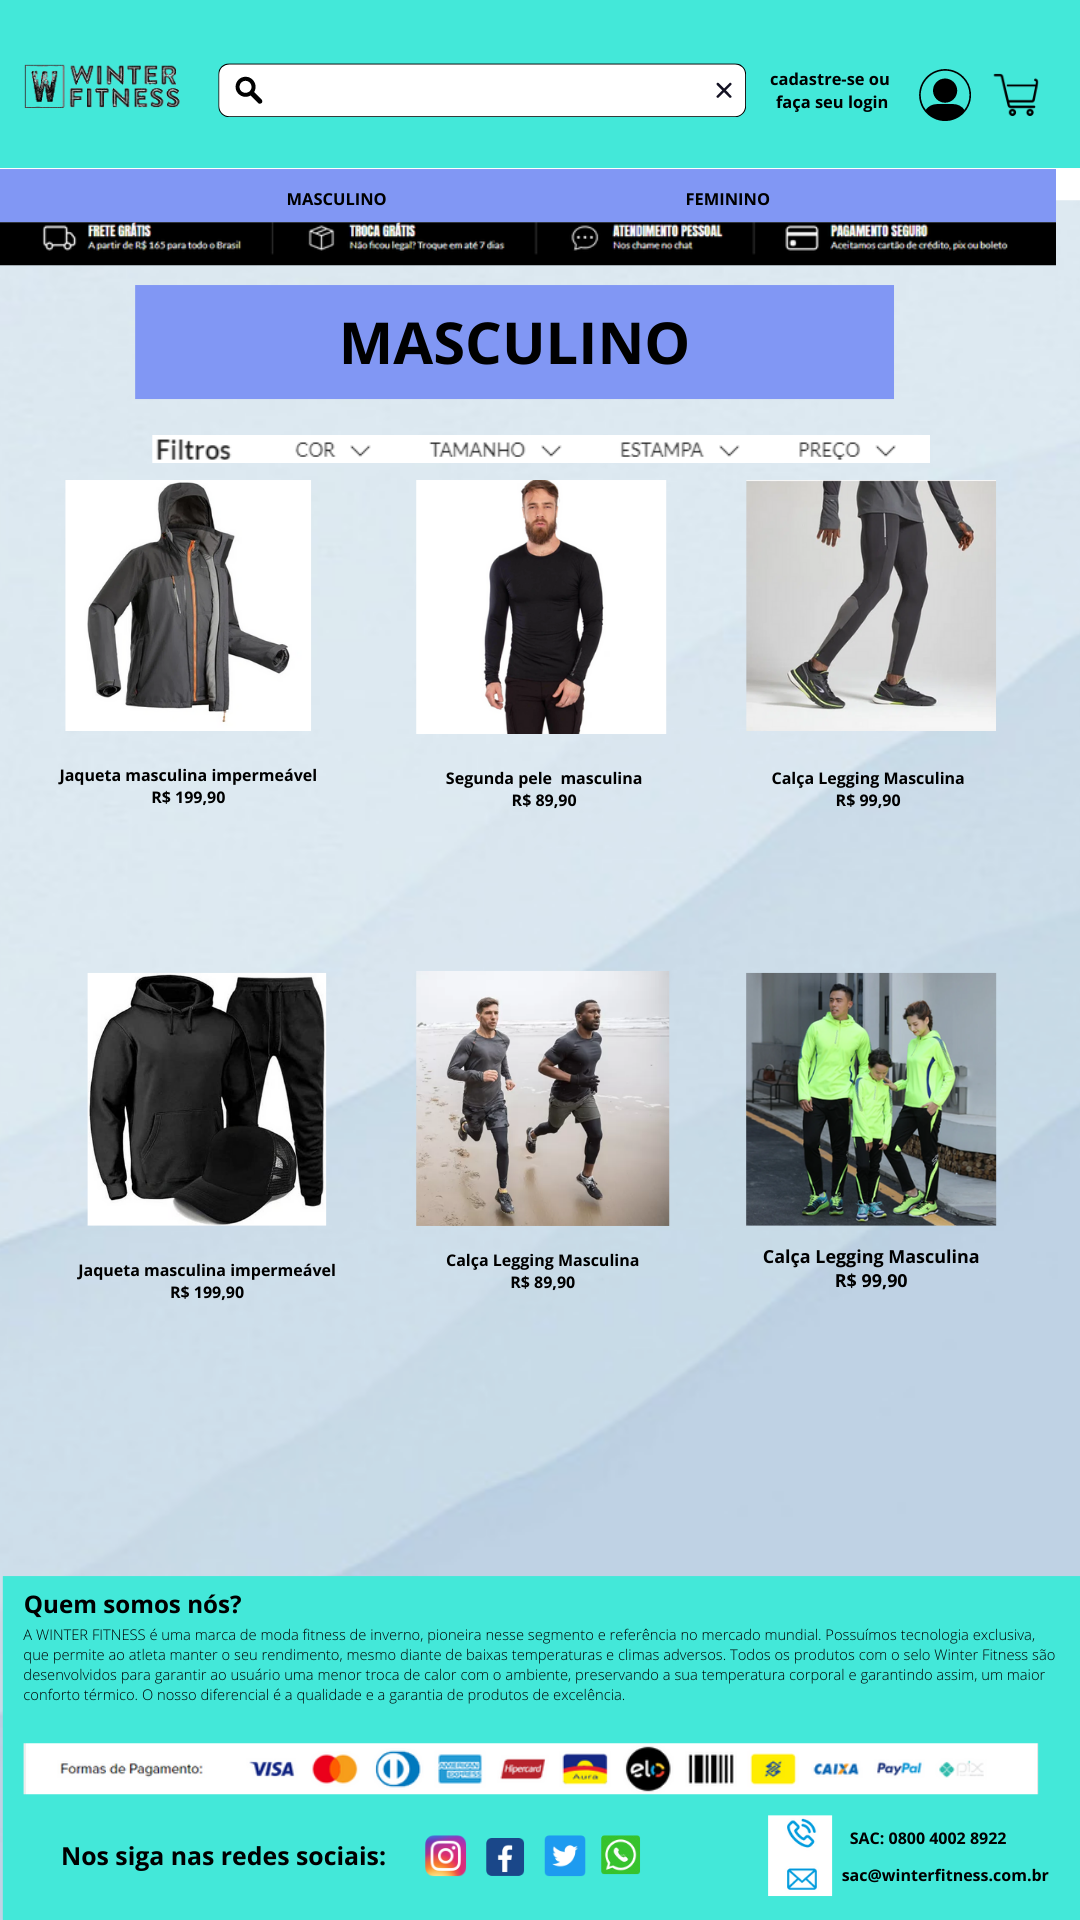 W WINTER
FITNESS
cadastre-se ou
faça seu login
MASCULINO FEMININO
FRETE GRÁTIS
A partir de R$ 165 para todo o Brasil
TROCA GRÁTIS
Não ficou legal? Troque em até 7 dias
ATENDIMENTO PESSOAL
Nos chame no chat
PAGAMENTO SEGURO
Aceitamos cartão de crédito, pix ou boleto
MASCULINO
Filtros COR TAMANHO ESTAMPA PREÇO
Jaqueta masculina impermeável
R$ 199,90
Segunda pele masculina
R$ 89,90
Calça Legging Masculina
R$ 99,90
Jaqueta masculina impermeável
R$ 199,90
Calça Legging Masculina
R$ 89,90
Calça Legging Masculina
R$ 99,90
Quem somos nós?
A WINTER FITNESS é uma marca de moda fitness de inverno, pioneira nesse segmento e referência no mercado mundial. Possuímos tecnologia exclusiva,
que permite ao atleta manter o seu rendimento, mesmo diante de baixas temperaturas e climas adversos. Todos os produtos com o selo Winter Fitness são
desenvolvidos para garantir ao usuário uma menor troca de calor com o ambiente, preservando a sua temperatura corporal e garantindo assim, um maior
conforto térmico. O nosso diferencial é a qualidade e a garantia de produtos de excelência.
Formas de Pagamento: VISA AMERICAN EXPRESS Hipercard Aura elo CAIXA PayPal pix
Nos siga nas redes sociais:
SAC: 0800 4002 8922
sac@winterfitness.com.br